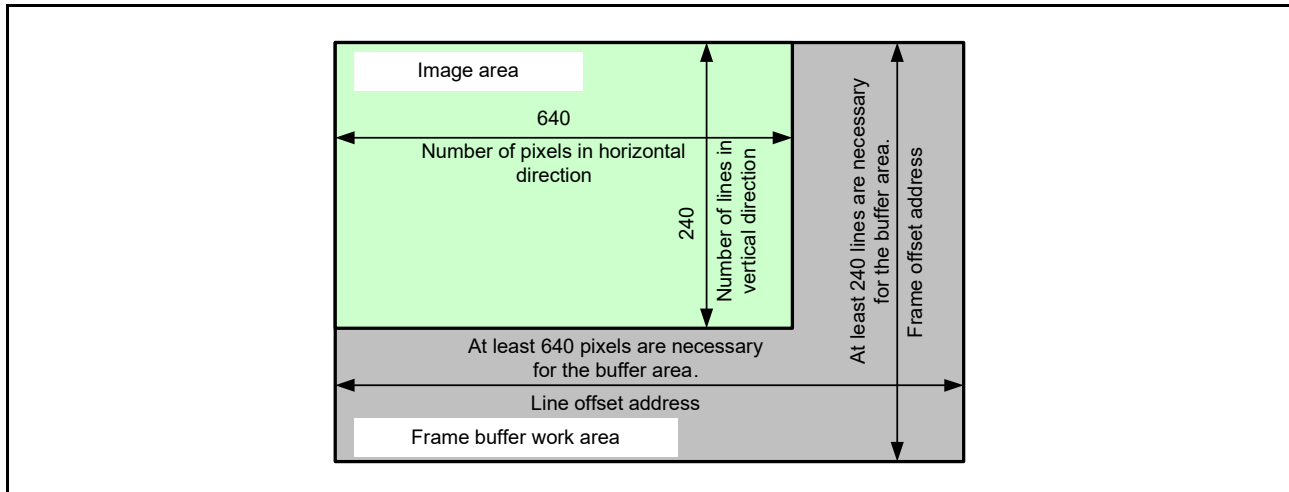 Image area
640
Number of pixels in horizontal
direction
240
Number of lines in
vertical direction
At least 240 lines are necessary
for the buffer area.
Frame offset address
At least 640 pixels are necessary
for the buffer area.
Line offset address
Frame buffer work area